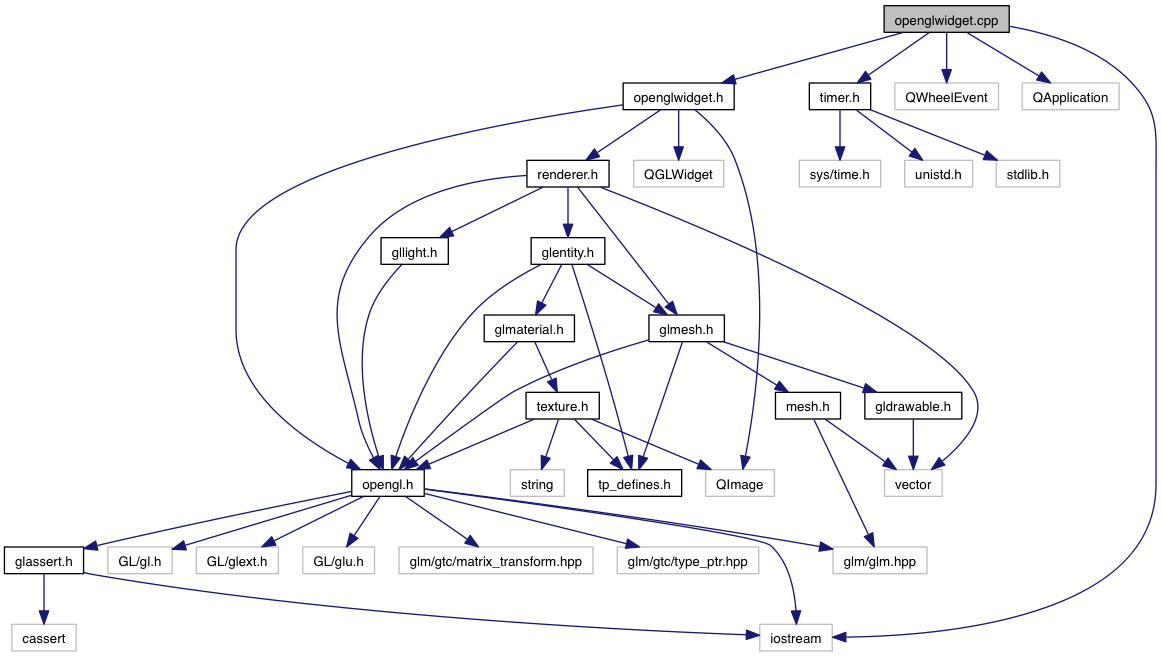 openglwidget.cpp
openglwidget.h
timer.h
QWheelEvent
QApplication
renderer.h
QGLWidget
sys/time.h
unistd.h
stdlib.h
gllight.h
glentity.h
glmaterial.h
glmesh.h
texture.h
mesh.h
gldrawable.h
opengl.h
string
tp_defines.h
QImage
vector
glassert.h
GL/gl.h
GL/glext.h
GL/glu.h
glm/gtc/matrix_transform.hpp
glm/gtc/type_ptr.hpp
glm/glm.hpp
cassert
iostream